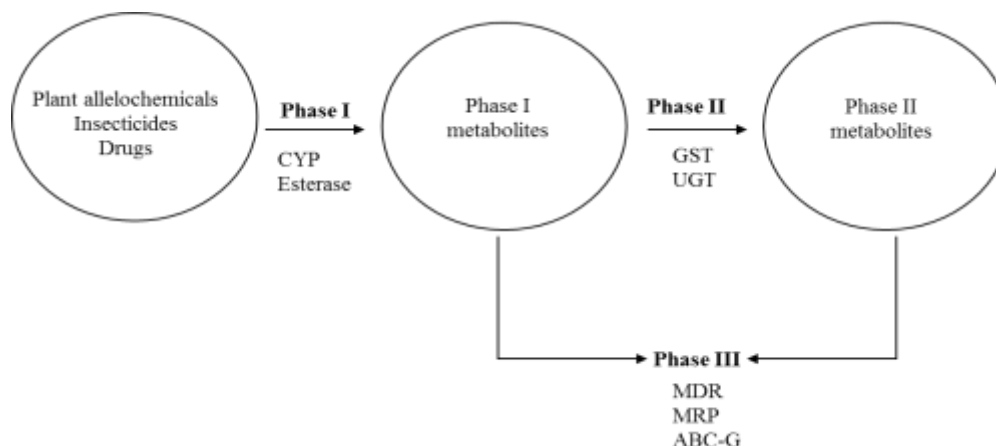 Plant allelochemicals
Insecticides
Drugs
Phase I
CYP
Esterase
Phase I
metabolites
Phase II
GST
UGT
Phase II
metabolites
Phase III
MDR
MRP
ABC-G